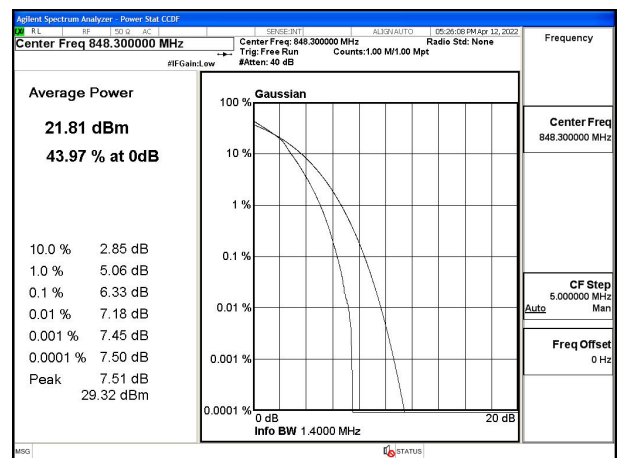 Agilent Spectrum Analyzer - Power Stat CCDF
RL RF 50 Ω AC SENSE:INT ALIGN AUTO 05:26:08 PM Apr 12, 2022
Center Freq 848.300000 MHz
Center Freq: 848.300000 MHz Radio Std: None
Trig: Free Run Counts:1.00 M/1.00 Mpt
#IFGain:Low #Atten: 40 dB
Frequency
Average Power
21.81 dBm
43.97 % at 0dB
10.0 % 2.85 dB
1.0 % 5.06 dB
0.1 % 6.33 dB
0.01 % 7.18 dB
0.001 % 7.45 dB
0.0001 % 7.50 dB
Peak 7.51 dB
29.32 dBm
Gaussian
100 %
10 %
1 %
0.1 %
0.01 %
0.001 %
0.0001 %
0 dB 20 dB
Info BW 1.4000 MHz
Center Freq
848.300000 MHz
CF Step
5.000000 MHz
Auto Man
Freq Offset
0 Hz
MSG STATUS